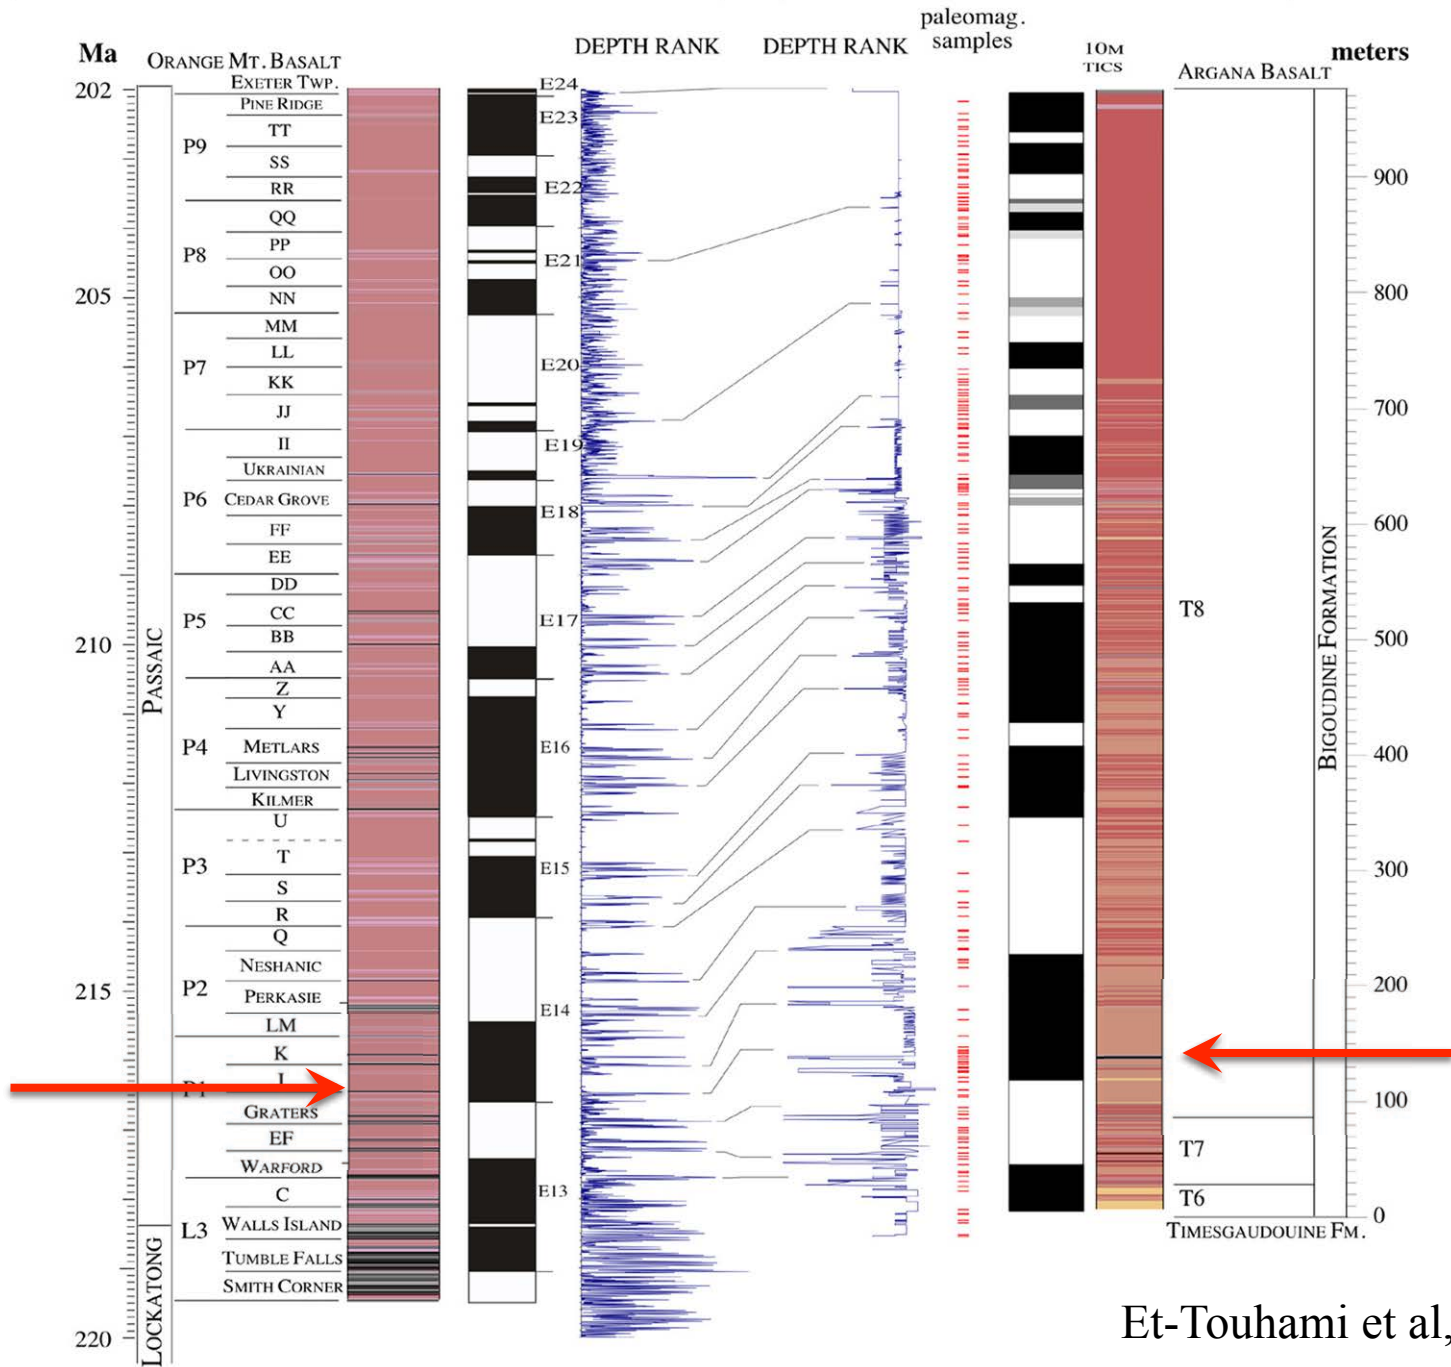 paleomag.
samples
DEPTH RANK
DEPTH RANK
10M
TICS
meters
Ma
ORANGE MT. BASALT
EXETER TWP.
ARGANA BASALT
202
PINE RIDGE
TT
SS
RR
QQ
PP
OO
NN
MM
LL
KK
JJ
II
UKRAINIAN
CEDAR GROVE
FF
EE
DD
CC
BB
AA
Z
Y
METLARS
LIVINGSTON
KILMER
U
T
S
R
Q
NESHANIC
PERKASIE
LM
K
GRATERS
EF
WARFORD
C
WALLS ISLAND
TUMBLE FALLS
SMITH CORNER
205
210
215
220
PASSAIC
LOCKATONG
P9
P8
P7
P6
P5
P4
P3
P2
P1
L3
E24
E23
E22
E21
E20
E19
E18
E17
E16
E15
E14
E13
T8
T7
T6
BIGOUDINE FORMATION
900
800
700
600
500
400
300
200
100
0
TIMESGAUDOUINE FM.
Et-Touhami et al,